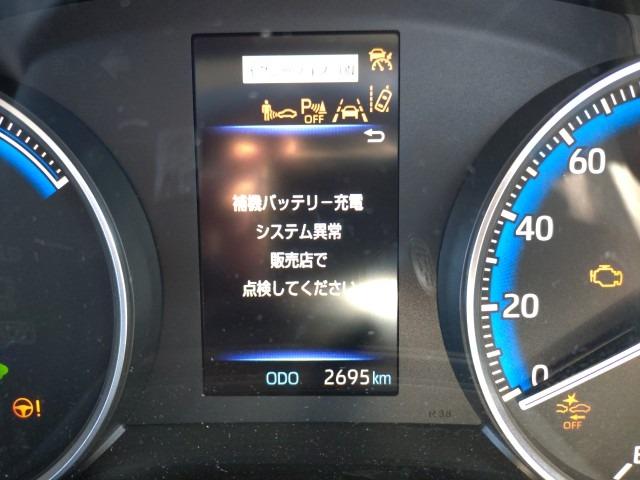 P
OFF
補機バッテリー充電
システム異常
販売店で
点検してください
ODO 2695 km
60
40
20
0
OFF